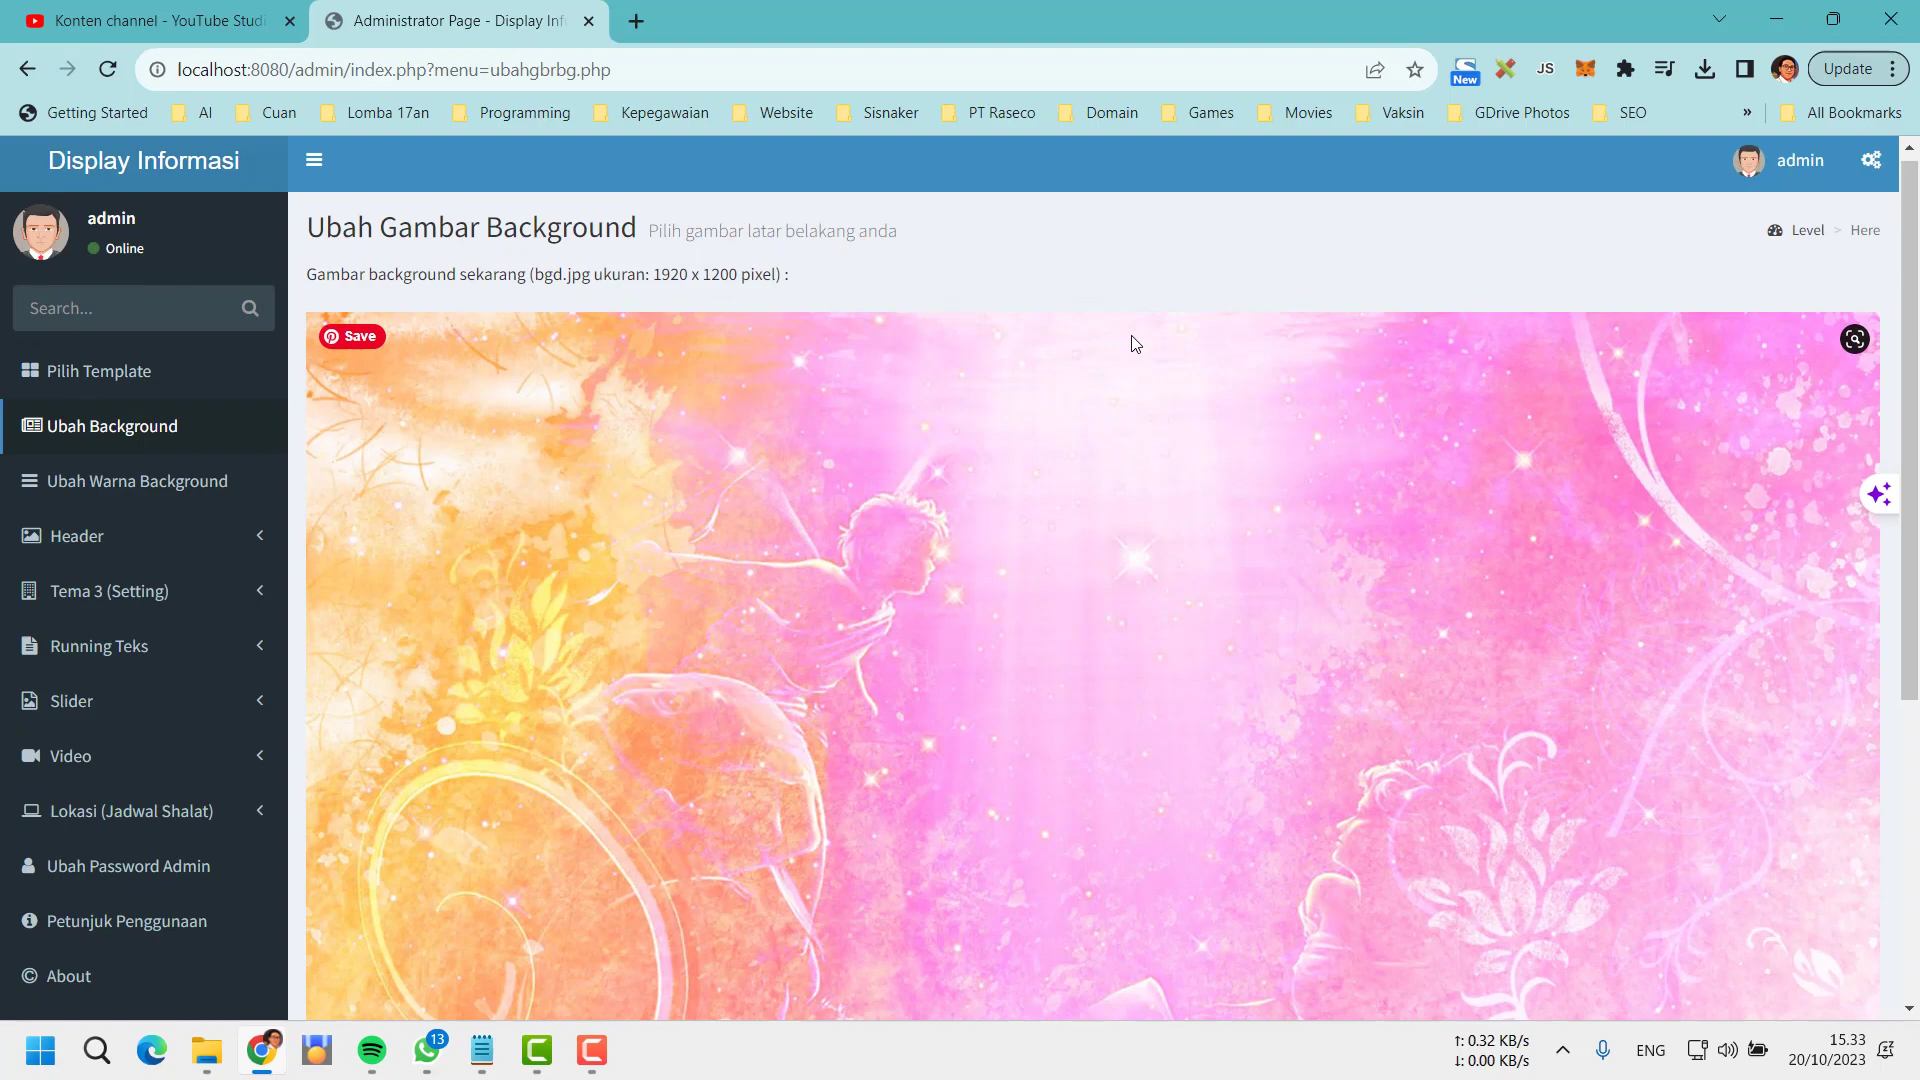 Konten channel - YouTube Studi
Administrator Page - Display Inf
localhost:8080/admin/index.php?menu=ubahgbrbg.php
New
JS
Update
Getting Started
AI
Cuan
Lomba 17an
Programming
Kepegawaian
Website
Sisnaker
PT Raseco
Domain
Games
Movies
Vaksin
GDrive Photos
SEO
»
All Bookmarks
Display Informasi
admin
admin
Online
Search...
Pilih Template
Ubah Background
Ubah Warna Background
Header
Tema 3 (Setting)
Running Teks
Slider
Video
Lokasi (Jadwal Shalat)
Ubah Password Admin
Petunjuk Penggunaan
About
Ubah Gambar Background Pilih gambar latar belakang anda
Level > Here
Gambar background sekarang (bgd.jpg ukuran: 1920 x 1200 pixel) :
Save
13
↑: 0.32 KB/s
↓: 0.00 KB/s
ENG
15.33
20/10/2023